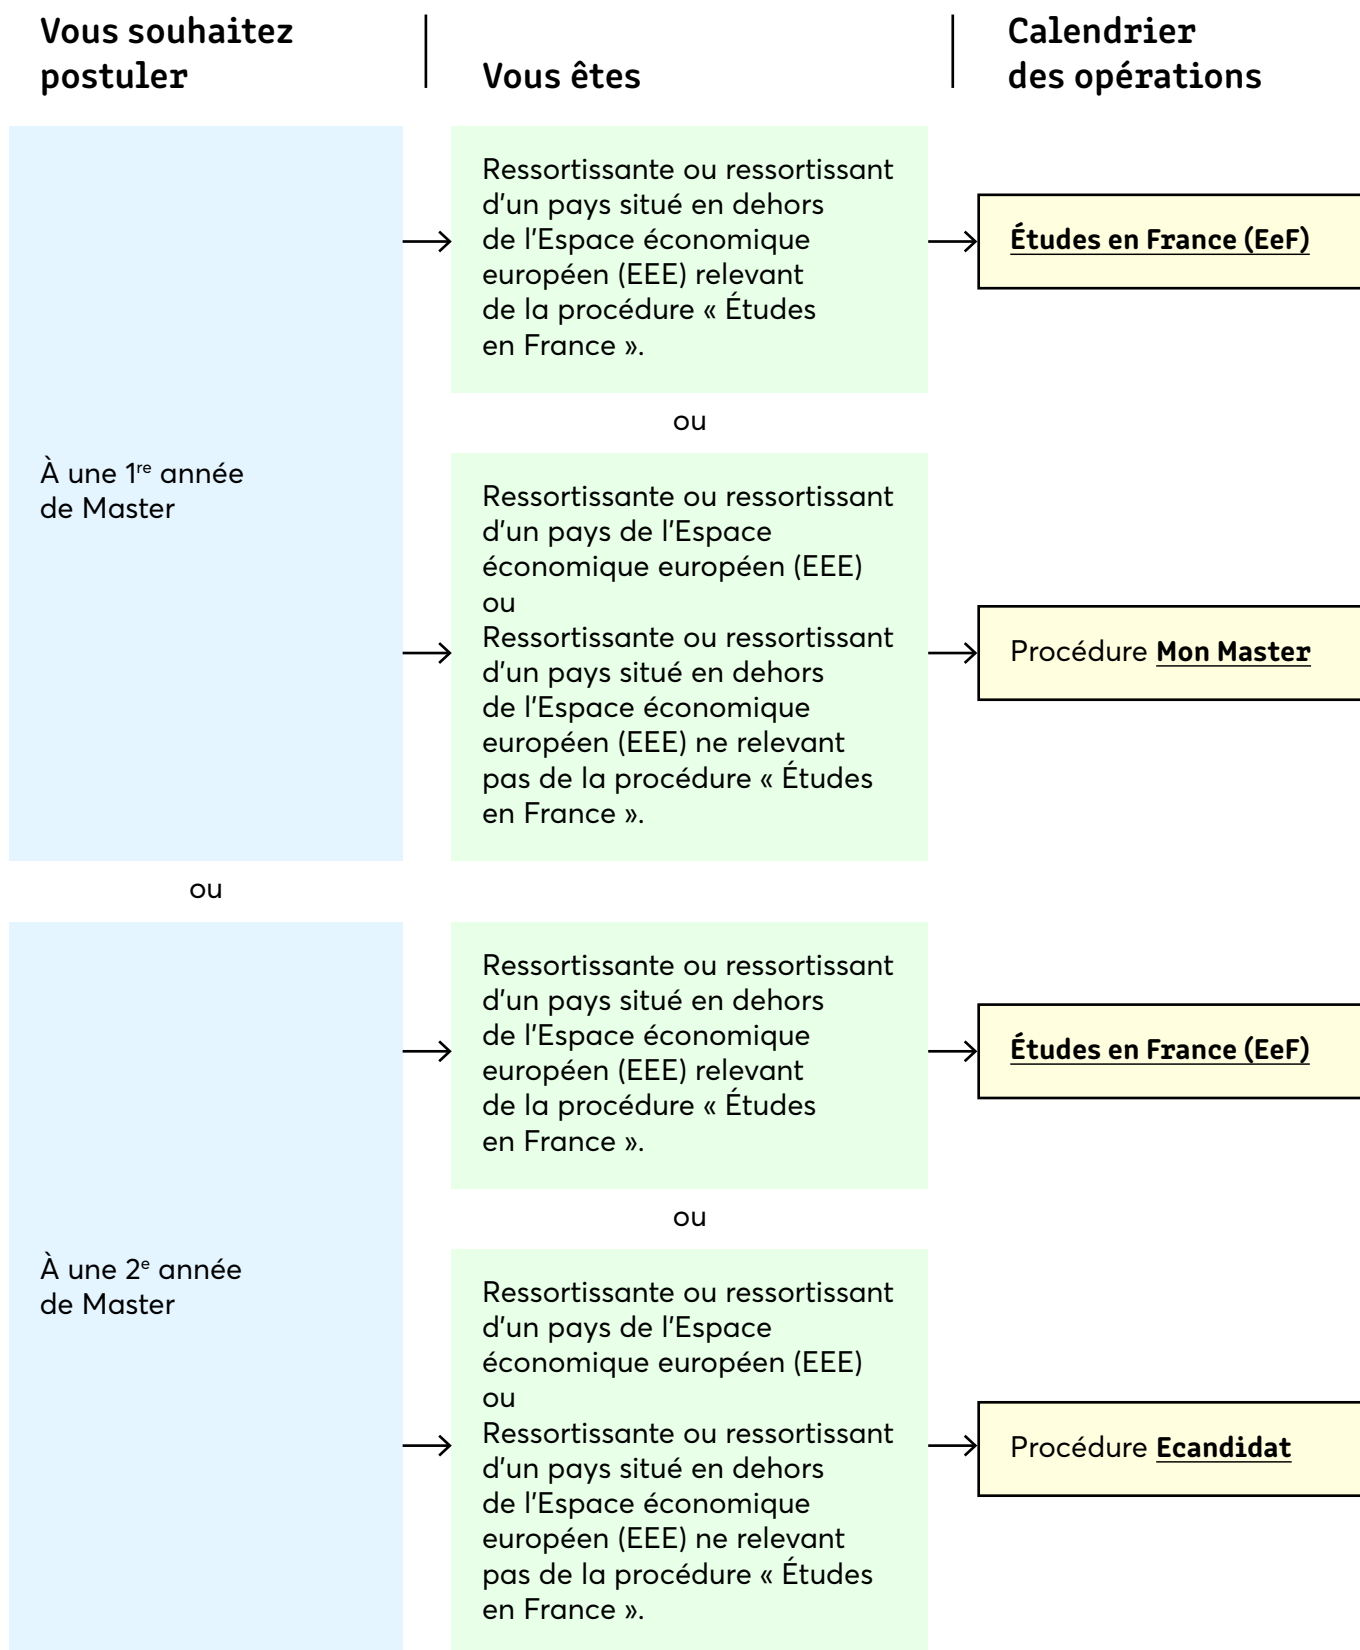 Vous souhaitez
postuler
Vous êtes
Calendrier
des opérations
À une 1re année
de Master
Ressortissante ou ressortissant
d'un pays situé en dehors
de l'Espace économique
européen (EEE) relevant
de la procédure « Études
en France ».
Études en France (EeF)
ou
Ressortissante ou ressortissant
d'un pays de l'Espace
économique européen (EEE)
ou
Ressortissante ou ressortissant
d'un pays situé en dehors
de l'Espace économique
européen (EEE) ne relevant
pas de la procédure « Études
en France ».
Procédure Mon Master
ou
À une 2e année
de Master
Ressortissante ou ressortissant
d'un pays situé en dehors
de l'Espace économique
européen (EEE) relevant
de la procédure « Études
en France ».
Études en France (EeF)
ou
Ressortissante ou ressortissant
d'un pays de l'Espace
économique européen (EEE)
ou
Ressortissante ou ressortissant
d'un pays situé en dehors
de l'Espace économique
européen (EEE) ne relevant
pas de la procédure « Études
en France ».
Procédure Ecandidat